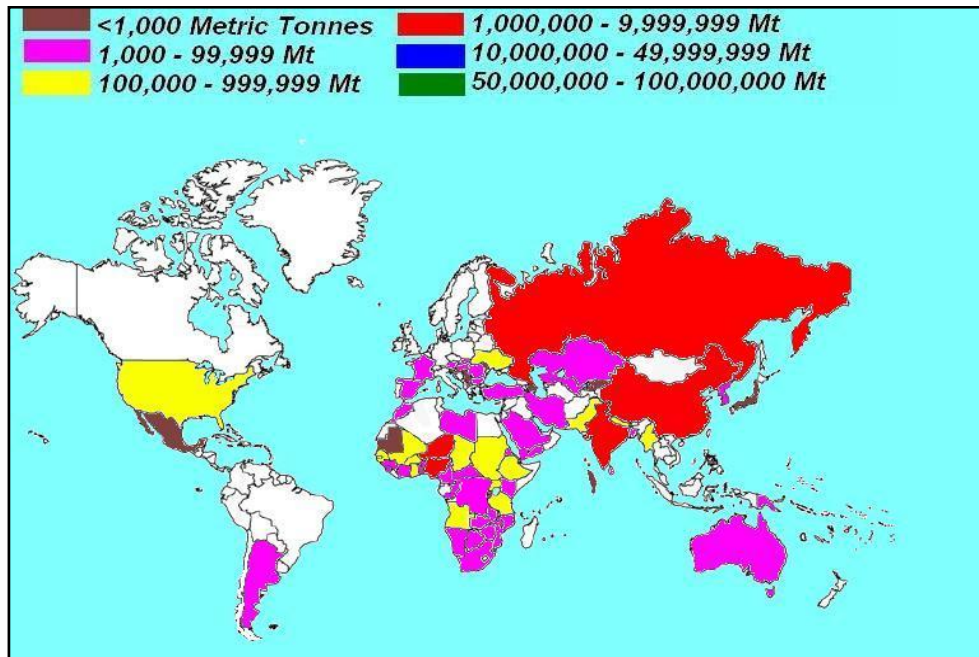 <1,000 Metric Tonnes
1,000 - 99,999 Mt
100,000 - 999,999 Mt
1,000,000 - 9,999,999 Mt
10,000,000 - 49,999,999 Mt
50,000,000 - 100,000,000 Mt